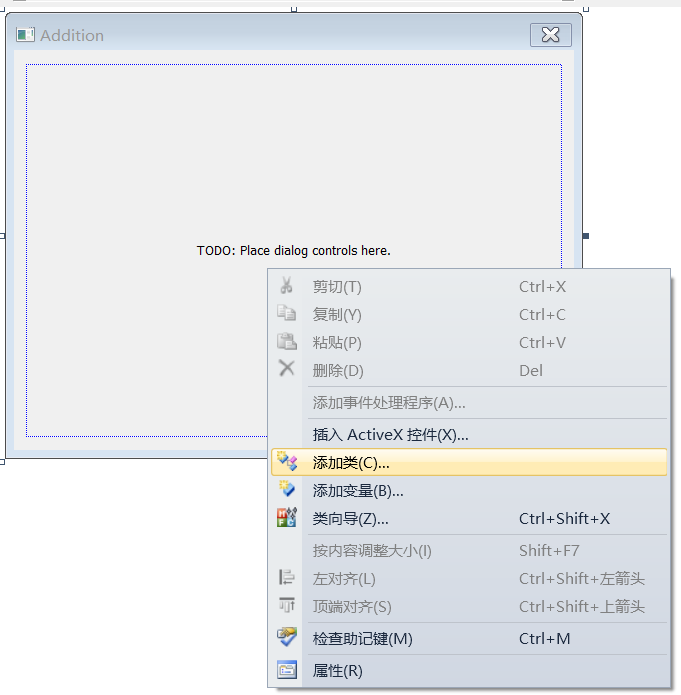 Addition
TODO: Place dialog controls here.
剪切(T) Ctrl+X
复制(Y) Ctrl+C
粘贴(P) Ctrl+V
删除(D) Del
添加事件处理程序(A)...
插入 ActiveX 控件(X)...
添加类(C)...
添加变量(B)...
类向导(Z)... Ctrl+Shift+X
按内容调整大小(I) Shift+F7
左对齐(L) Ctrl+Shift+左箭头
顶端对齐(S) Ctrl+Shift+上箭头
检查助记键(M) Ctrl+M
属性(R)